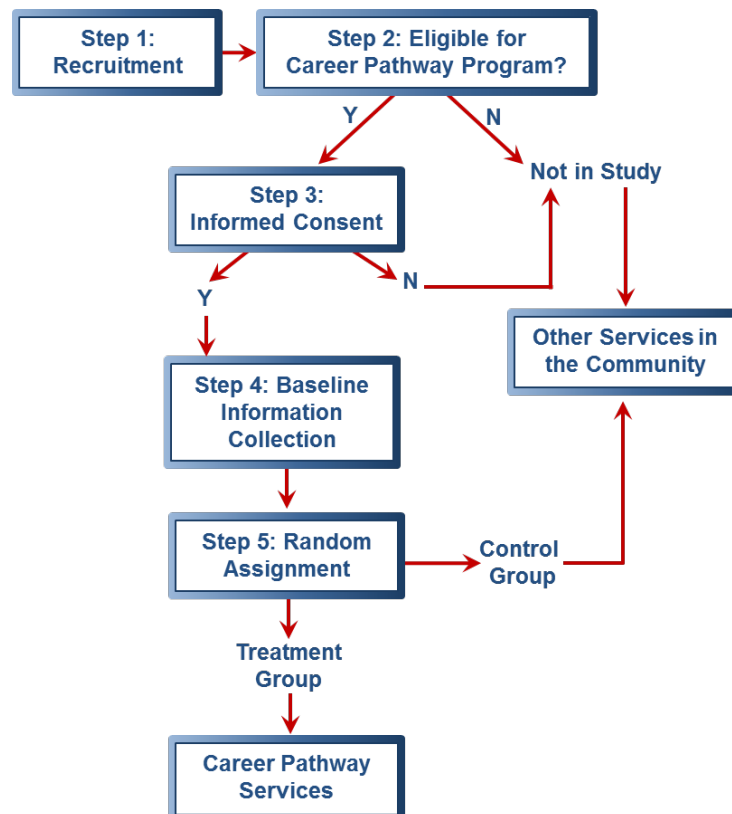 Step 1:
Recruitment
Step 2: Eligible for
Career Pathway Program?
Y
N
Not in Study
Step 3:
Informed Consent
Y
N
Other Services in
the Community
Step 4: Baseline
Information
Collection
Step 5: Random
Assignment
Control
Group
Treatment
Group
Career Pathway
Services